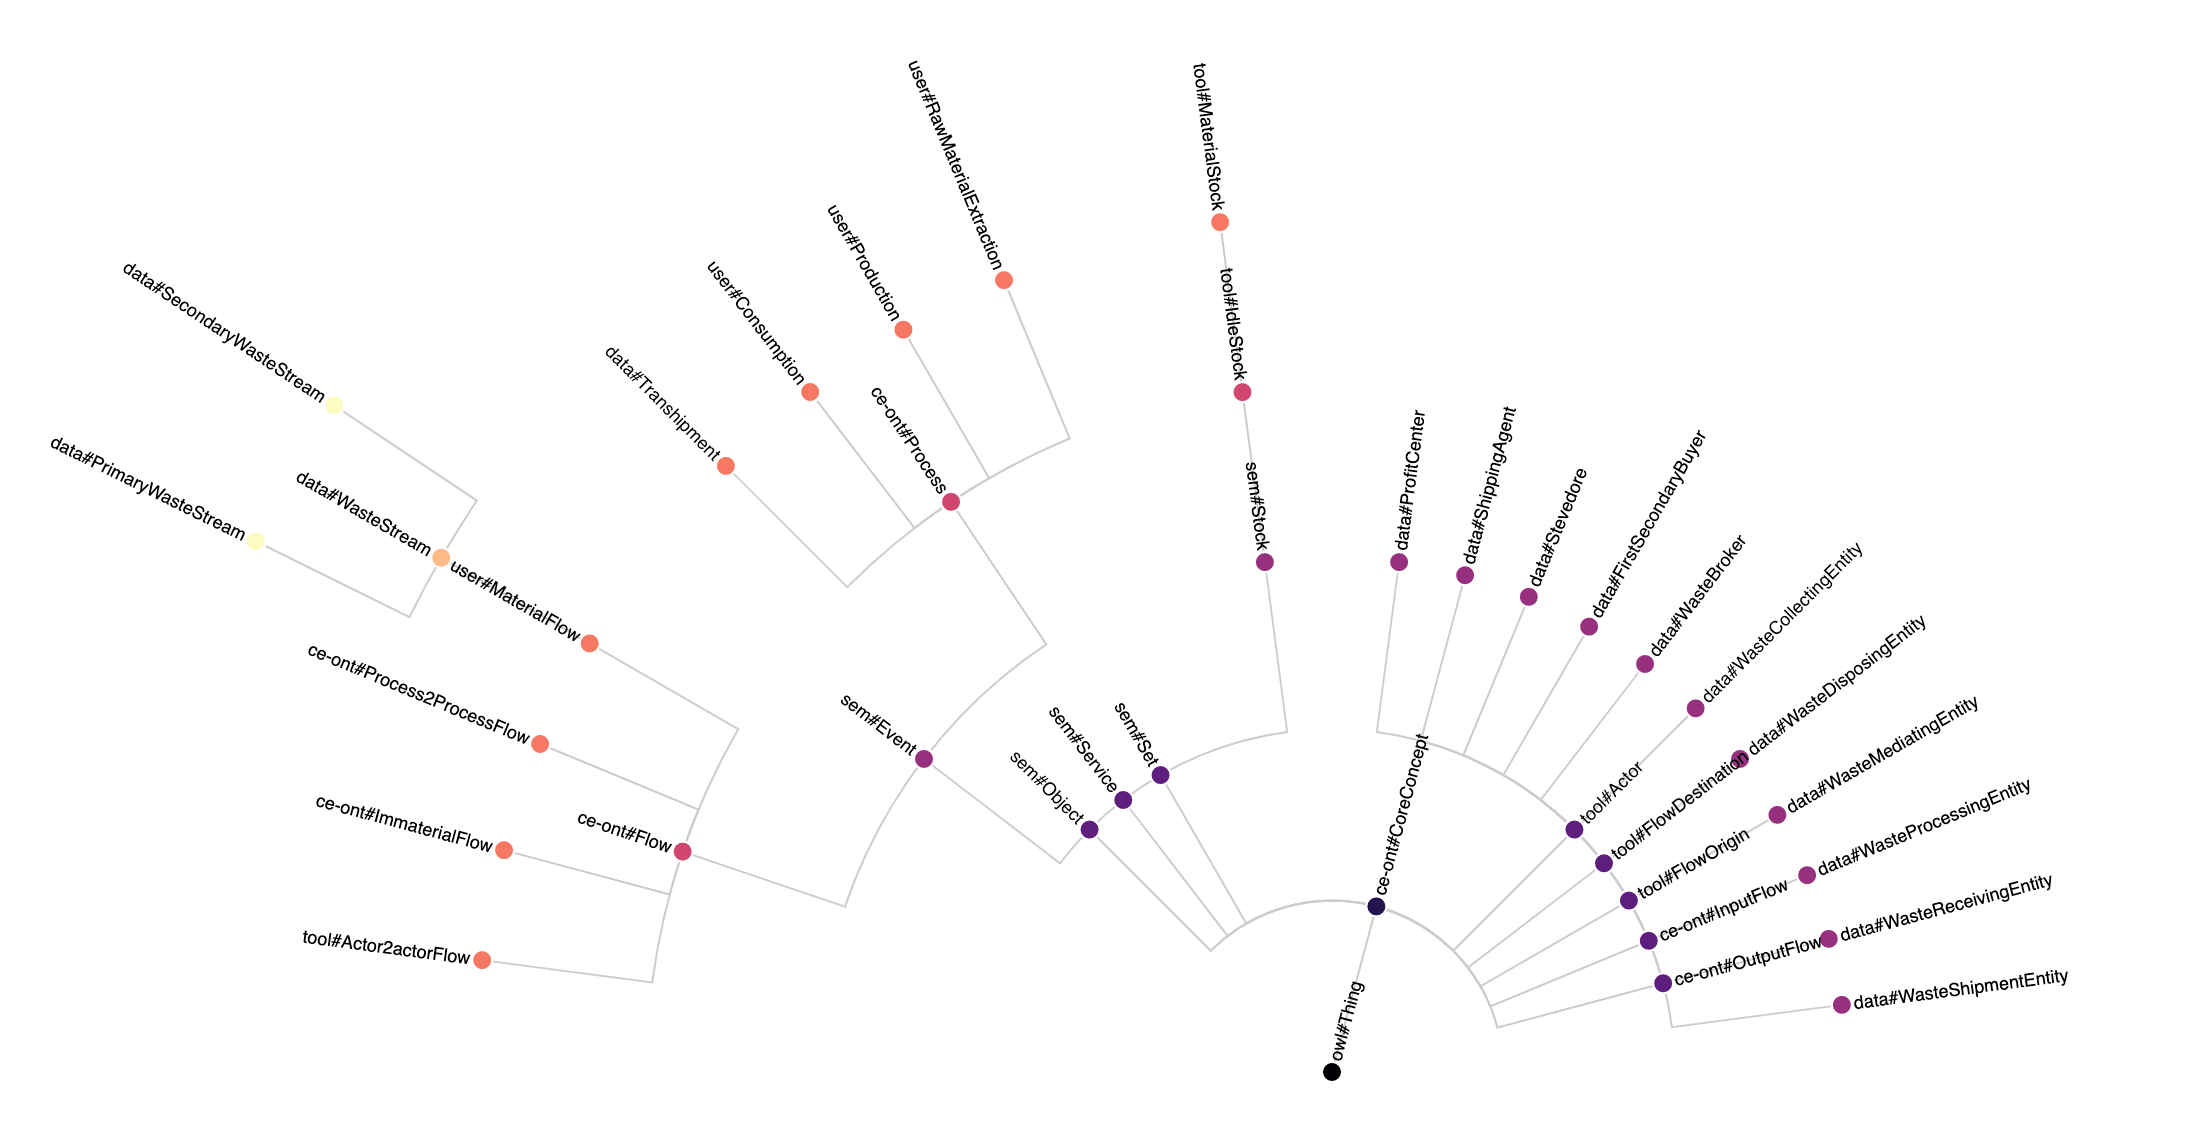 user#RawMaterialExtraction
tool#MaterialStock
user#Production
user#Consumption
data#SecondaryWasteStream
tool#IdleStock
data#Transhipment
ce-ont#Process
data#PrimaryWasteStream
data#WasteStream
user#MaterialFlow
sem#Stock
data#ProfitCenter
data#ShippingAgent
data#Stevedore
data#FirstSecondaryBuyer
data#WasteBroker
data#WasteCollectingEntity
data#WasteDisposingEntity
data#WasteMediatingEntity
data#WasteProcessingEntity
data#WasteReceivingEntity
data#WasteShipmentEntity
ce-ont#Process2ProcessFlow
ce-ont#ImmaterialFlow
ce-ont#Flow
tool#Actor2actorFlow
sem#Event
sem#Object
sem#Service
sem#Set
ce-ont#CoreConcept
tool#Actor
tool#FlowDestination
tool#FlowOrigin
ce-ont#InputFlow
ce-ont#OutputFlow
owl#Thing